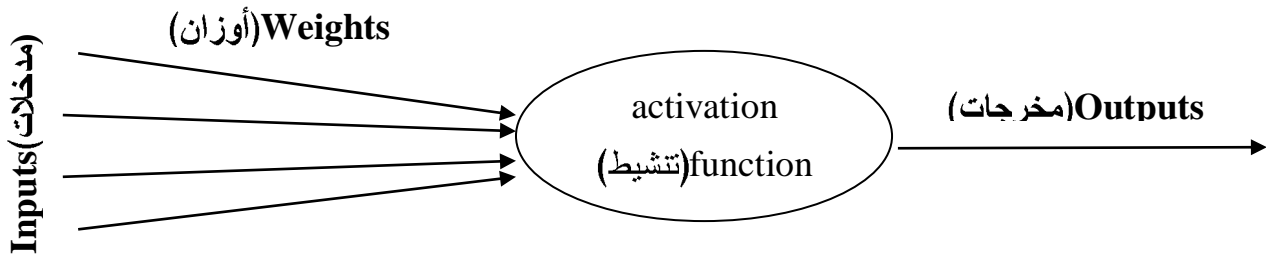 Weights(أوزان)
Inputs(مدخلات)
activation
function(تنشيط)
Outputs(مخرجات)